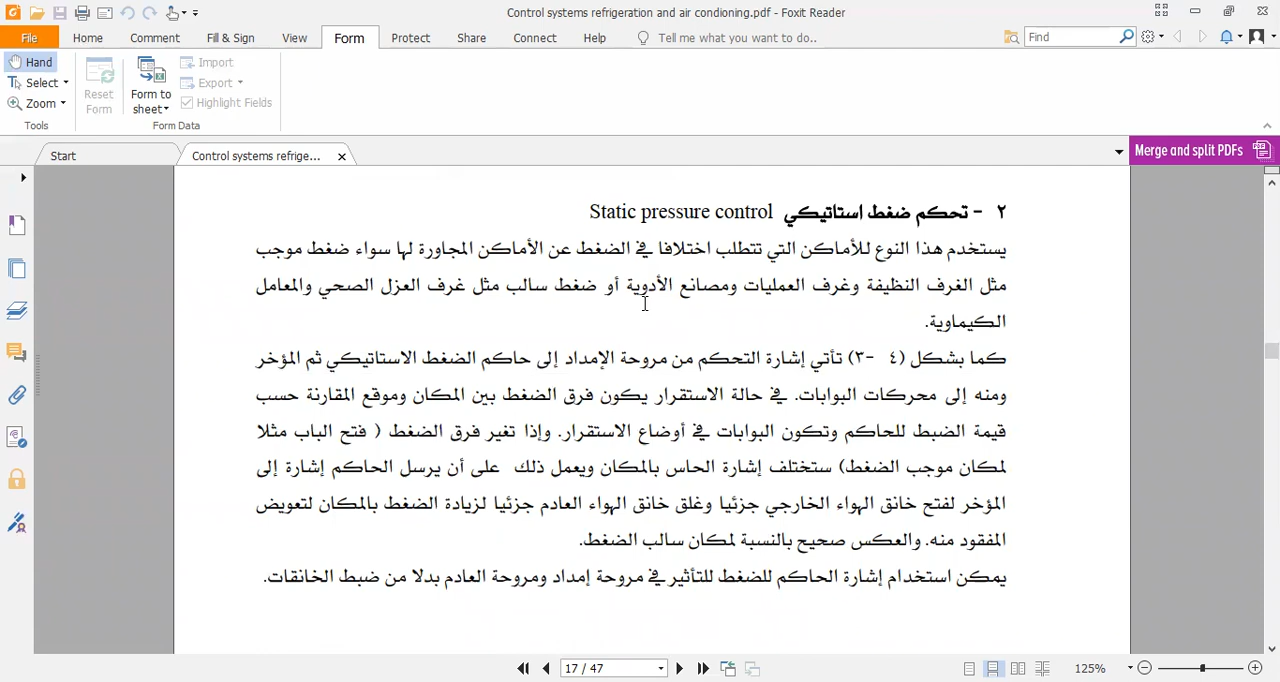 Control systems refrigeration and air condioning.pdf - Foxit Reader
File Home Comment Fill & Sign View Form Protect Share Connect Help Tell me what you want to do.. Find
Hand
Select
Zoom
Tools
Reset Form
Form to sheet
Import
Export
Highlight Fields
Form Data
Start
Control systems refrige...
Merge and split PDFs
٢ - تحكم ضغط استاتيكي Static pressure control
يستخدم هذا النوع للأماكن التي تتطلب اختلافا في الضغط عن الأماكن المجاورة لها سواء ضغط موجب
مثل الغرف النظيفة وغرف العمليات ومصانع الأدوية أو ضغط سالب مثل غرف العزل الصحي والمعامل
الكيماوية.
كما بشكل (٤ -٣) تأتي إشارة التحكم من مروحة الإمداد إلى حاكم الضغط الاستاتيكي ثم المؤخر
ومنه إلى محركات البوابات. في حالة الاستقرار يكون فرق الضغط بين المكان وموقع المقارنة حسب
قيمة الضبط للحاكم وتكون البوابات في أوضاع الاستقرار. وإذا تغير فرق الضغط ( فتح الباب مثلا
لمكان موجب الضغط) ستختلف إشارة الحاس بالمكان ويعمل ذلك على أن يرسل الحاكم إشارة إلى
المؤخر لفتح خانق الهواء الخارجي جزئيا وغلق خانق الهواء العادم جزئيا لزيادة الضغط بالمكان لتعويض
المفقود منه. والعكس صحيح بالنسبة لمكان سالب الضغط.
يمكن استخدام إشارة الحاكم للضغط للتأثير في مروحة إمداد ومروحة العادم بدلا من ضبط الخانقات.
17 / 47
125%